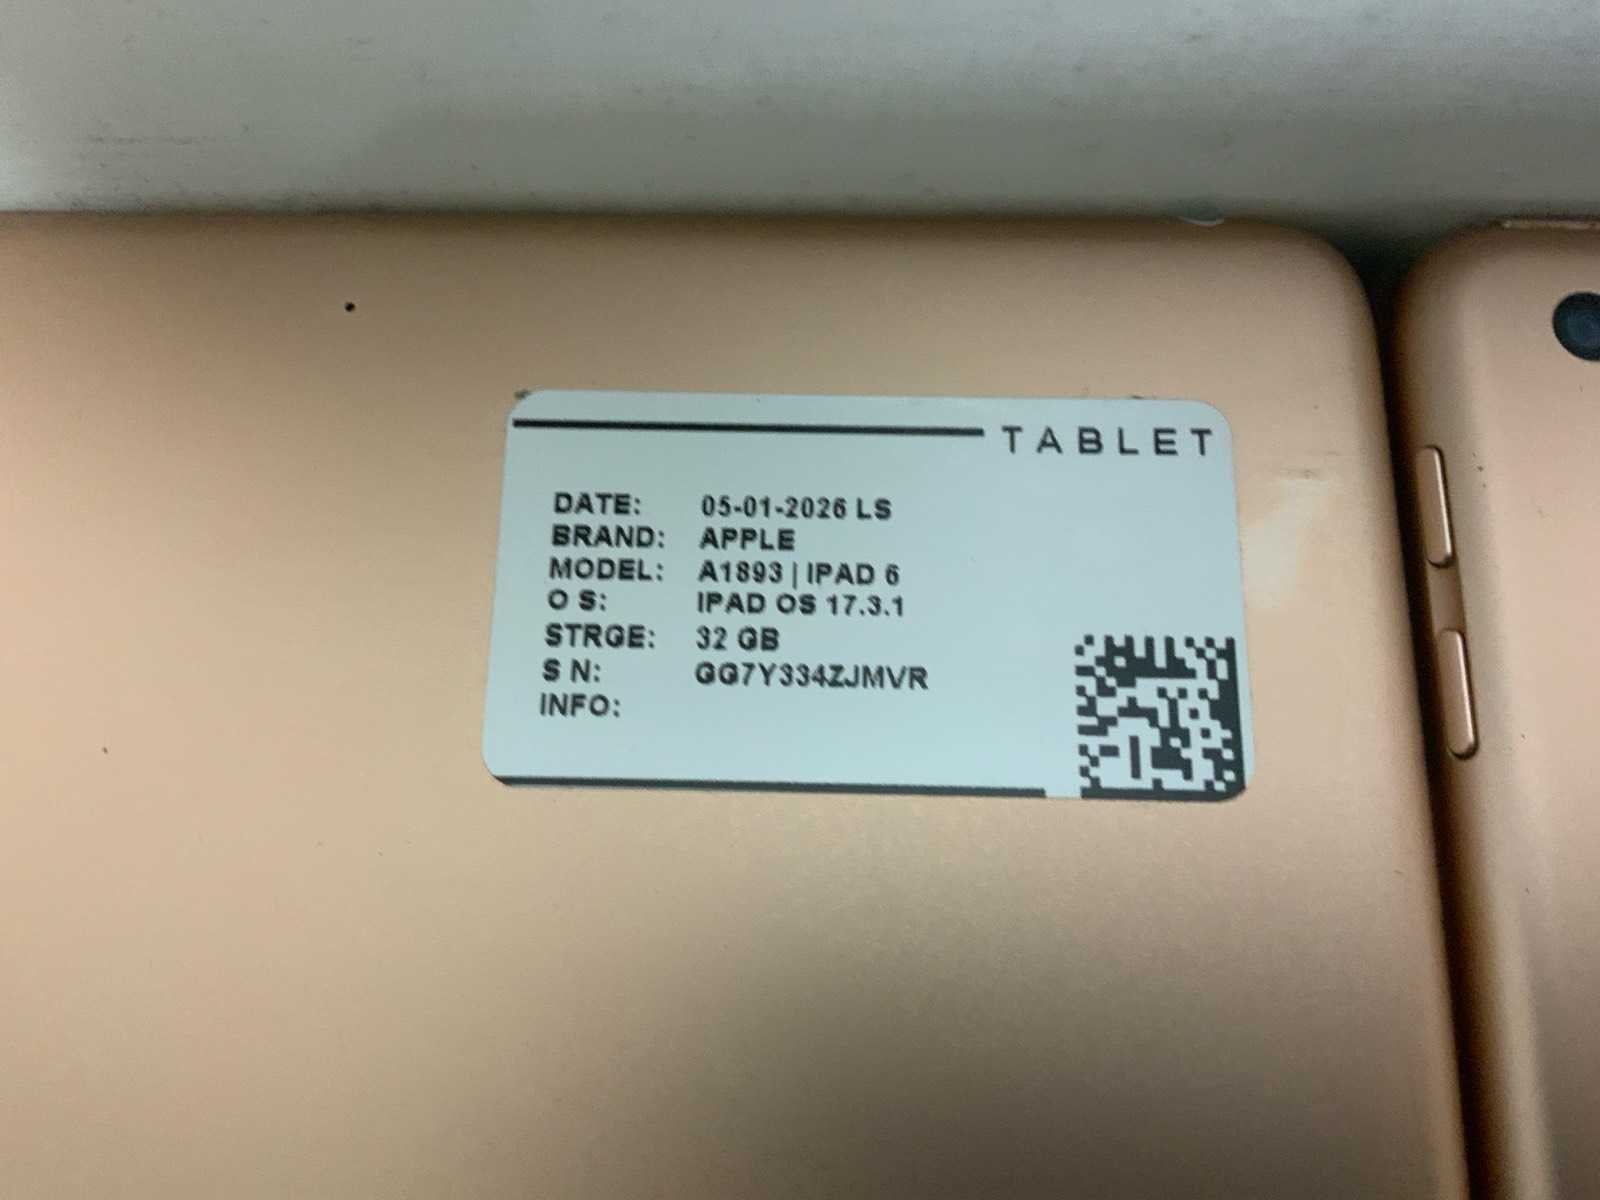 TABLET
DATE: 05-01-2026 LS
BRAND: APPLE
MODEL: A1893 | IPAD 6
O S: IPAD OS 17.3.1
STRGE: 32 GB
S N: GG7Y334ZJMVR
INFO: